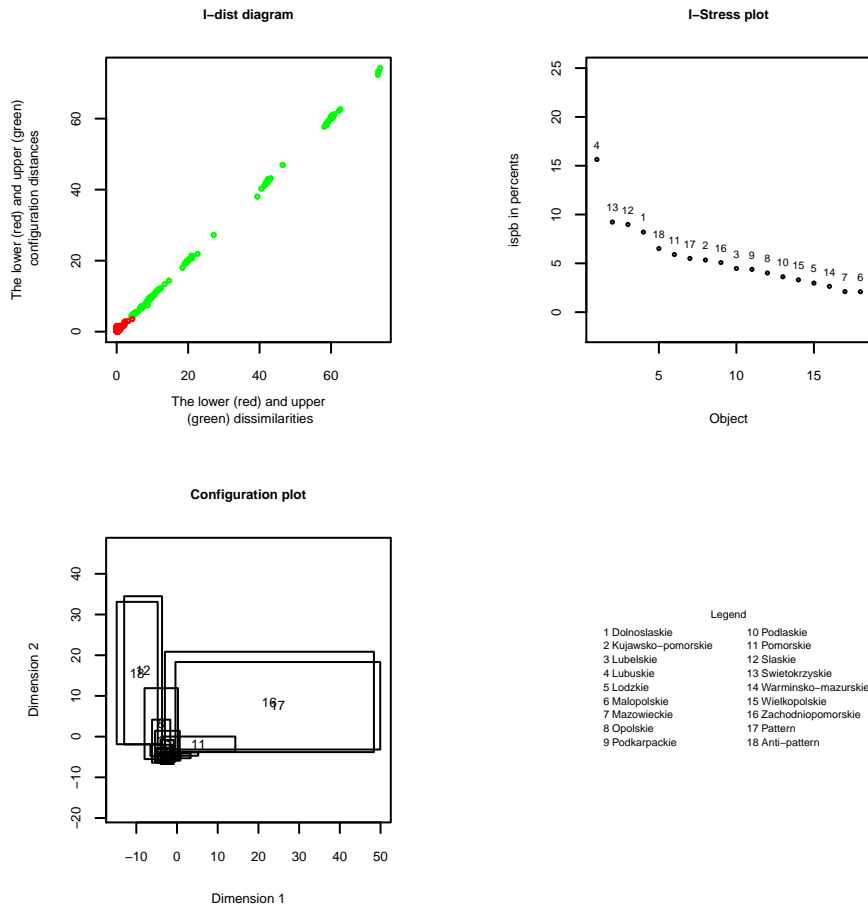 I−dist diagram
The lower (red) and upper (green)
configuration distances
60
40
20
0
0 20 40 60
The lower (red) and upper
(green) dissimilarities
I−Stress plot
ispb in percents
25
20
15
10
5
0
4
13 12 1
18 11 17 2 16 3 9 8 10 15 5 14 7 6
5 10 15
Object
Configuration plot
Dimension 2
40
30
20
10
0
−10
−20
12
18
16
17
11
−10 0 10 20 30 40 50
Dimension 1
Legend
1 Dolnoslaskie
2 Kujawsko−pomorskie
3 Lubelskie
4 Lubuskie
5 Lodzkie
6 Malopolskie
7 Mazowieckie
8 Opolskie
9 Podkarpackie
10 Podlaskie
11 Pomorskie
12 Slaskie
13 Swietokrzyskie
14 Warminsko−mazurskie
15 Wielkopolskie
16 Zachodniopomorskie
17 Pattern
18 Anti−pattern